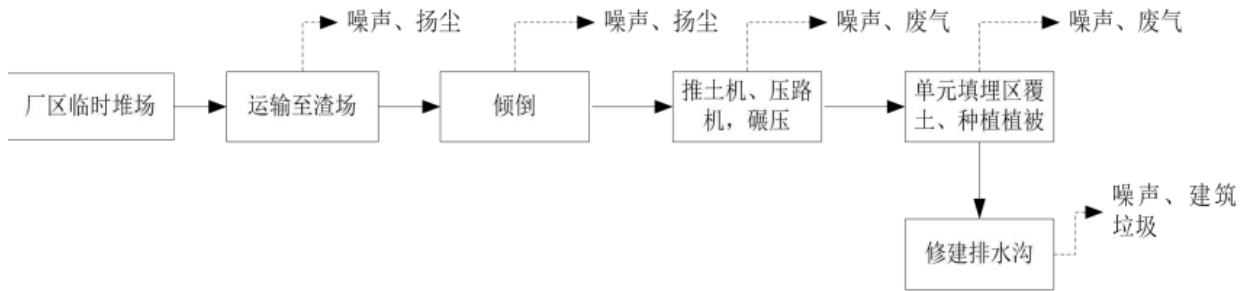 噪声、扬尘
噪声、扬尘
噪声、废气
噪声、废气
厂区临时堆场
运输至渣场
倾倒
推土机、压路
机，碾压
单元填埋区覆
土、种植植被
噪声、建筑
垃圾
修建排水沟